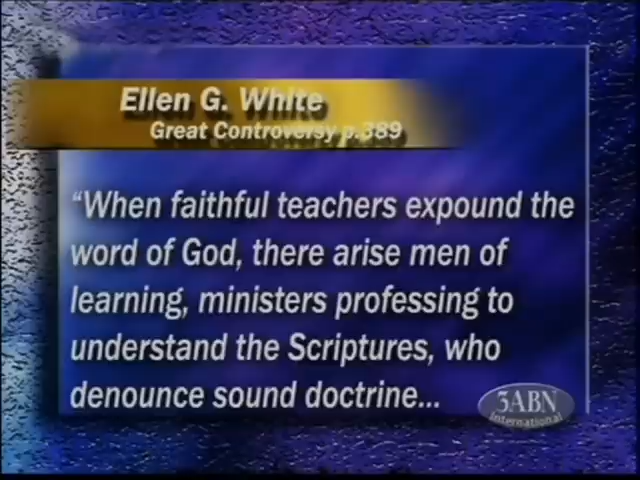 Ellen G. White
Great Controversy p.389
“When faithful teachers expound the
word of God, there arise men of
learning, ministers professing to
understand the Scriptures, who
denounce sound doctrine...
3ABN
International